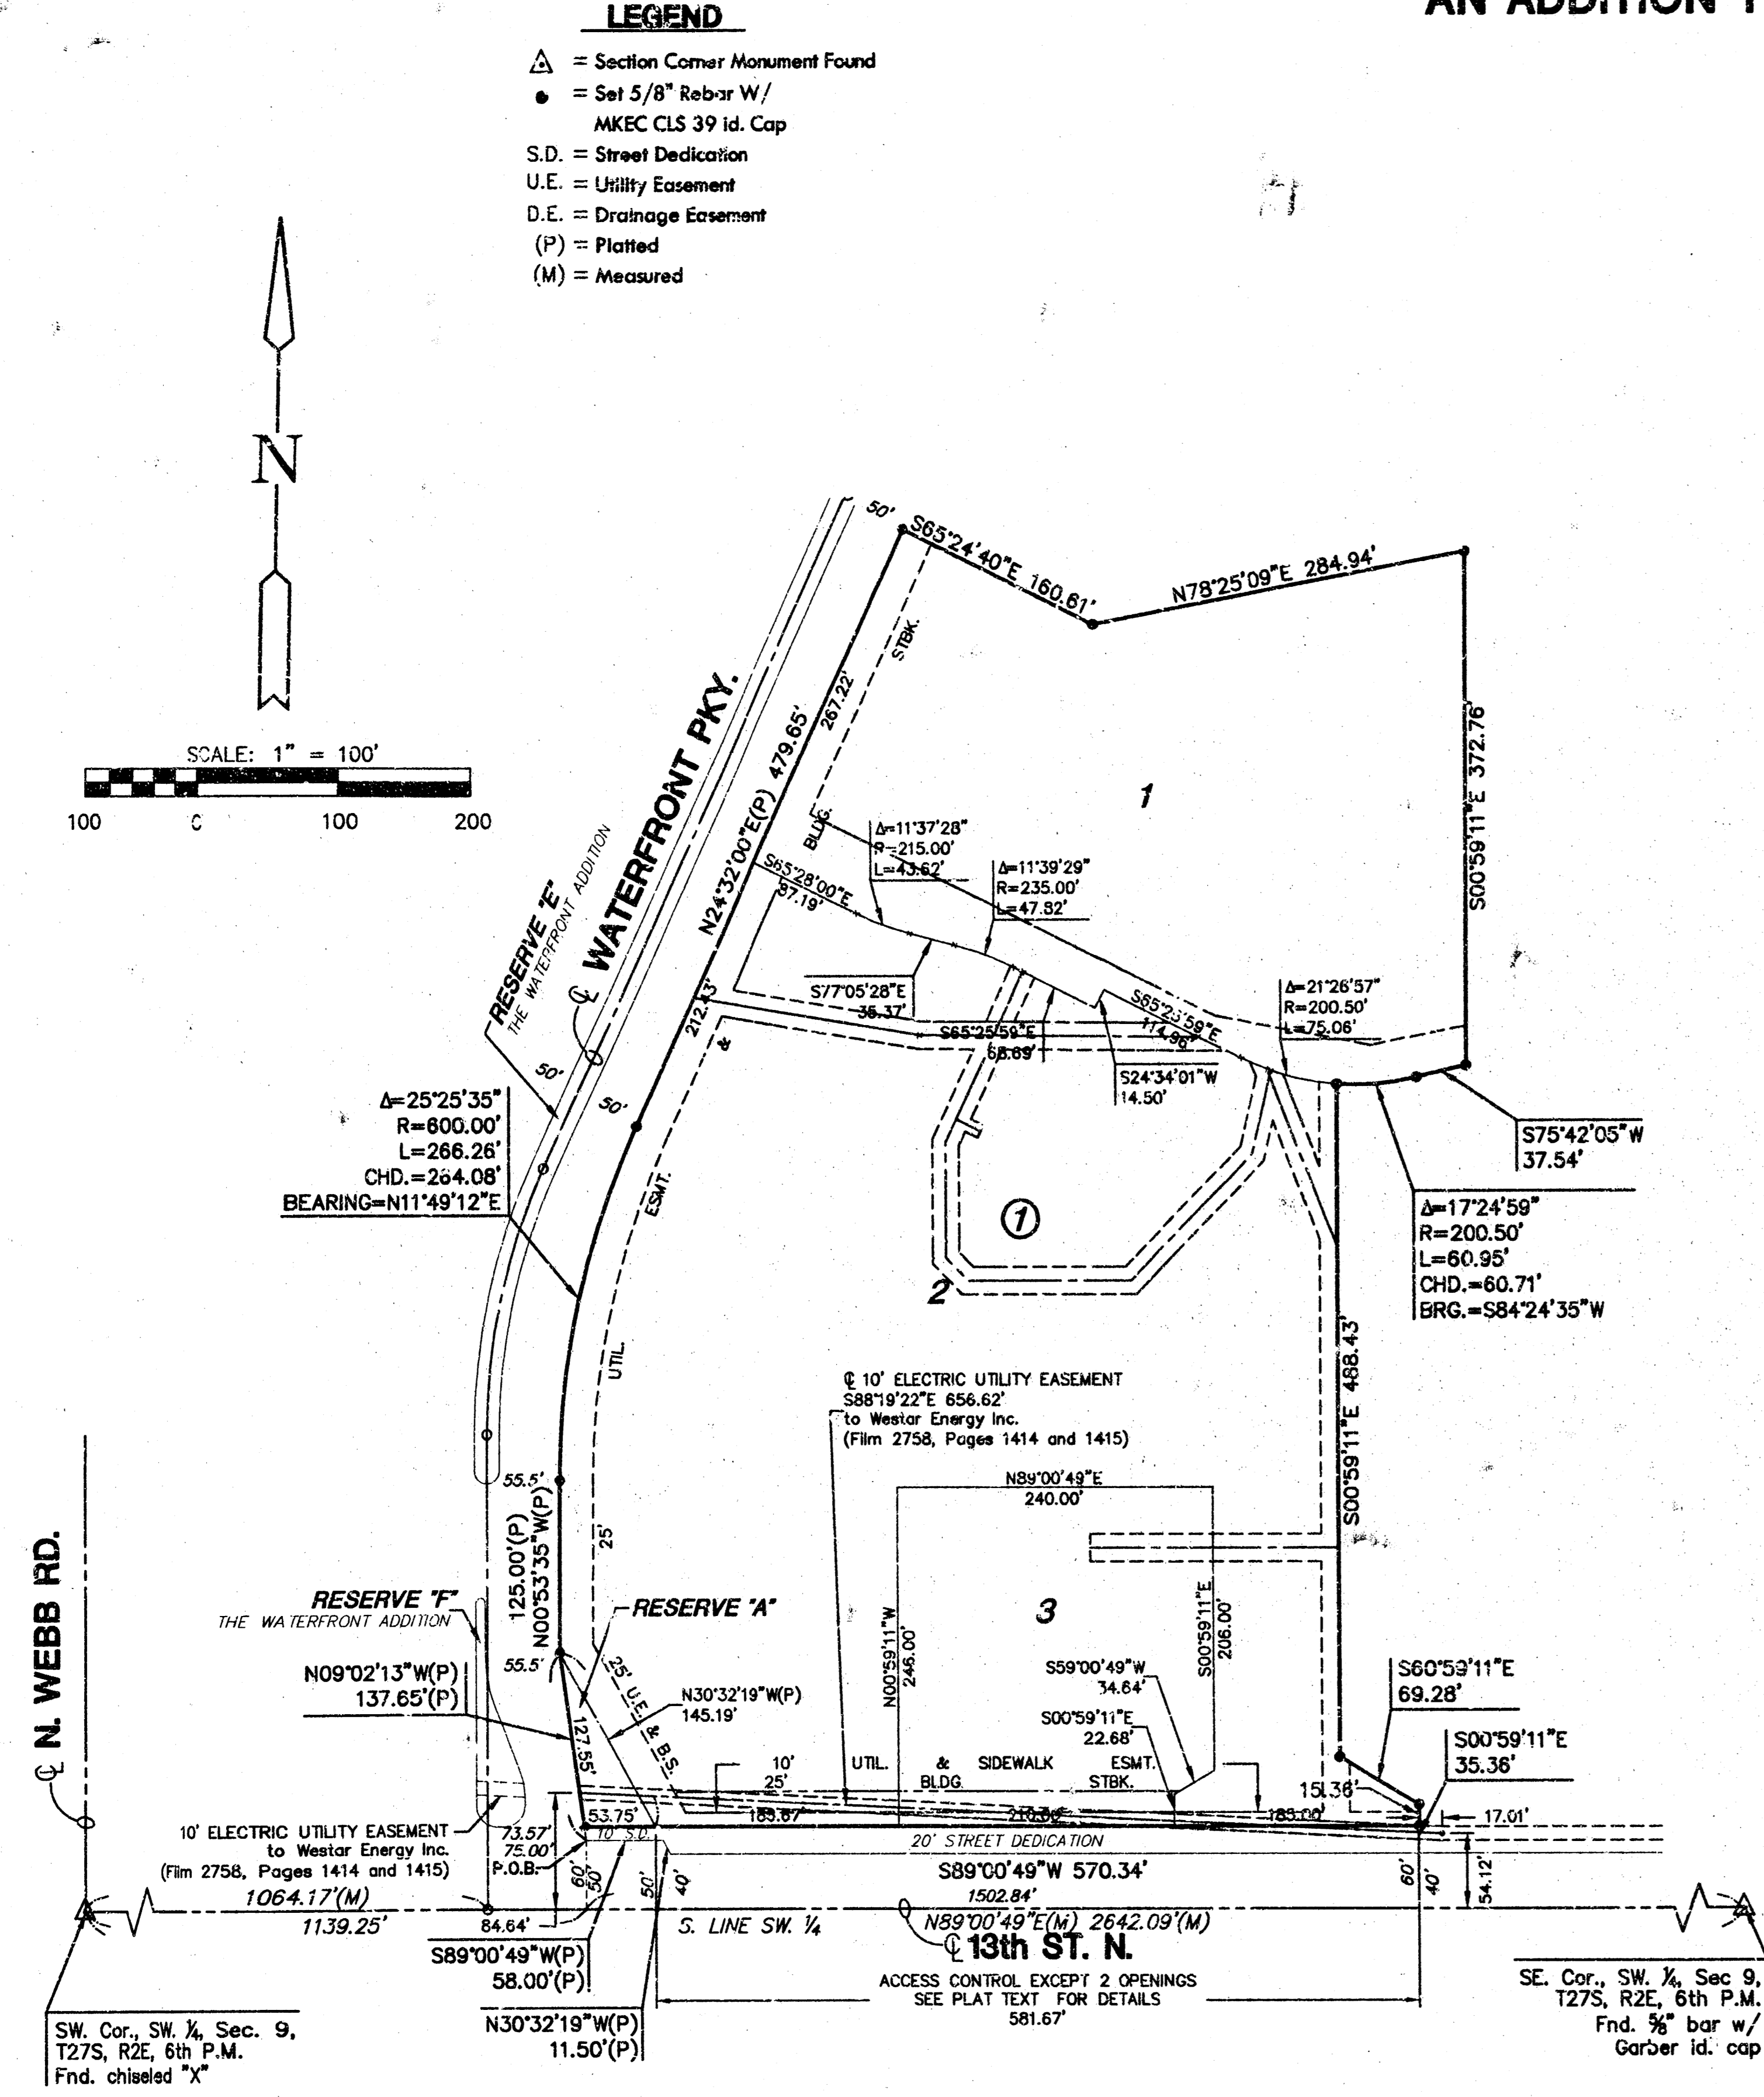 AN ADDITION T
LEGEND
= Section Corner Monument Found
= Set 5/8" Rebar W/
MKEC CLS 39 id. Cap
S.D. = Street Dedication
U.E. = Utility Easement
D.E. = Drainage Easement
(P) = Platted
(M) = Measured
N
SCALE: 1" = 100'
100 0 100 200
50'
S65°24'40"E 160.61'
N78°25'09"E 284.94'
S00°59'11"E 372.76'
STBK.
BLDG.
267.22'
N24°32'00"E(P) 479.65'
212.43'
WATERFRONT PKY.
RESERVE "E"
THE WATERFRONT ADDITION
50'
50'
1
Δ=11°37'28"
R=215.00'
L=43.62'
Δ=11°39'29"
R=235.00'
L=47.82'
S65°28'00"E
87.19'
S77°05'28"E
35.37'
S65°25'59"E
68.69'
S65°25'59"E
114.96'
S24°34'01"W
14.50'
Δ=21°26'57"
R=200.50'
L=75.06'
S75°42'05"W
37.54'
Δ=17°24'59"
R=200.50'
L=60.95'
CHD.=60.71'
BRG.=S84°24'35"W
Δ=25°25'35"
R=600.00'
L=266.26'
CHD.=264.08'
BEARING=N11°49'12"E
&
ESMT.
UTIL.
1
2
S00°59'11"E 488.43'
℄ 10' ELECTRIC UTILITY EASEMENT
S88°19'22"E 656.62'
to Westar Energy Inc.
(Film 2758, Pages 1414 and 1415)
N89°00'49"E
240.00'
55.5'
125.00'(P)
N00°53'35"W(P)
25'
℄ N. WEBB RD.
RESERVE "F"
THE WATERFRONT ADDITION
RESERVE "A"
3
N00°59'11"W
246.00'
S00°59'11"E
206.00'
55.5'
N09°02'13"W(P)
137.65'(P)
127.55'
25' U.E. & B.S.
N30°32'19"W(P)
145.19'
S59°00'49"W
34.64'
S00°59'11"E
22.68'
S60°59'11"E
69.28'
S00°59'11"E
35.36'
10' UTIL. & SIDEWALK ESMT.
25' BLDG. STBK.
15.36'
53.75'
185.00'
17.01'
10' S.D.
20' STREET DEDICATION
10' ELECTRIC UTILITY EASEMENT
to Westar Energy Inc.
(Film 2758, Pages 1414 and 1415)
73.57'
75.00'
P.O.B.
60'
50'
50'
40'
60'
40'
54.12'
S89°00'49"W 570.34'
1502.84'
1064.17'(M)
1139.25'
84.64'
S. LINE SW. ¼
N89°00'49"E(M) 2642.09'(M)
℄ 13th ST. N.
S89°00'49"W(P)
58.00'(P)
N30°32'19"W(P)
11.50'(P)
ACCESS CONTROL EXCEPT 2 OPENINGS
SEE PLAT TEXT FOR DETAILS
581.67'
SW. Cor., SW. ¼, Sec. 9,
T27S, R2E, 6th P.M.
Fnd. chiseled "X"
SE. Cor., SW. ¼, Sec 9,
T27S, R2E, 6th P.M.
Fnd. ⅝" bar w/
Garber id. cap